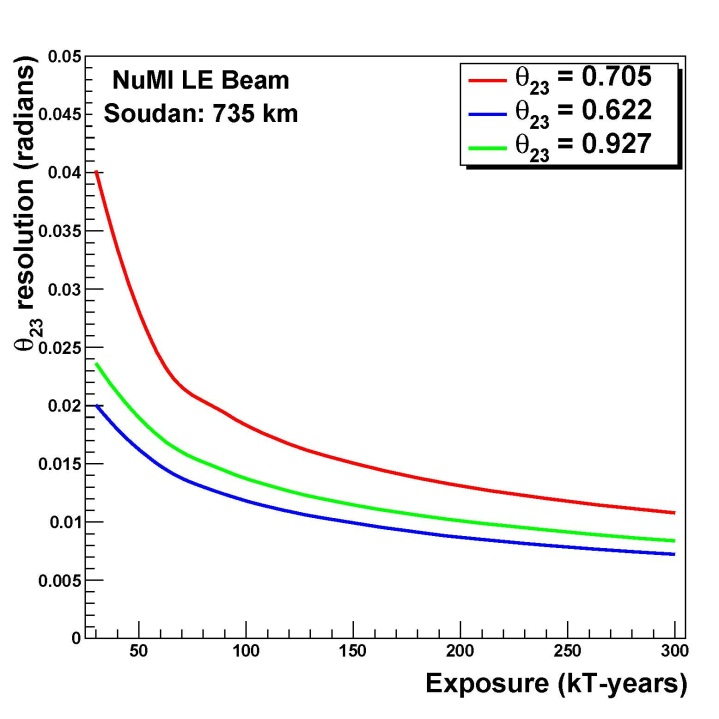 NuMI LE Beam
Soudan: 735 km
θ23 = 0.705
θ23 = 0.622
θ23 = 0.927
θ23 resolution (radians)
0.05
0.045
0.04
0.035
0.03
0.025
0.02
0.015
0.01
0.005
0
50 100 150 200 250 300
Exposure (kT-years)